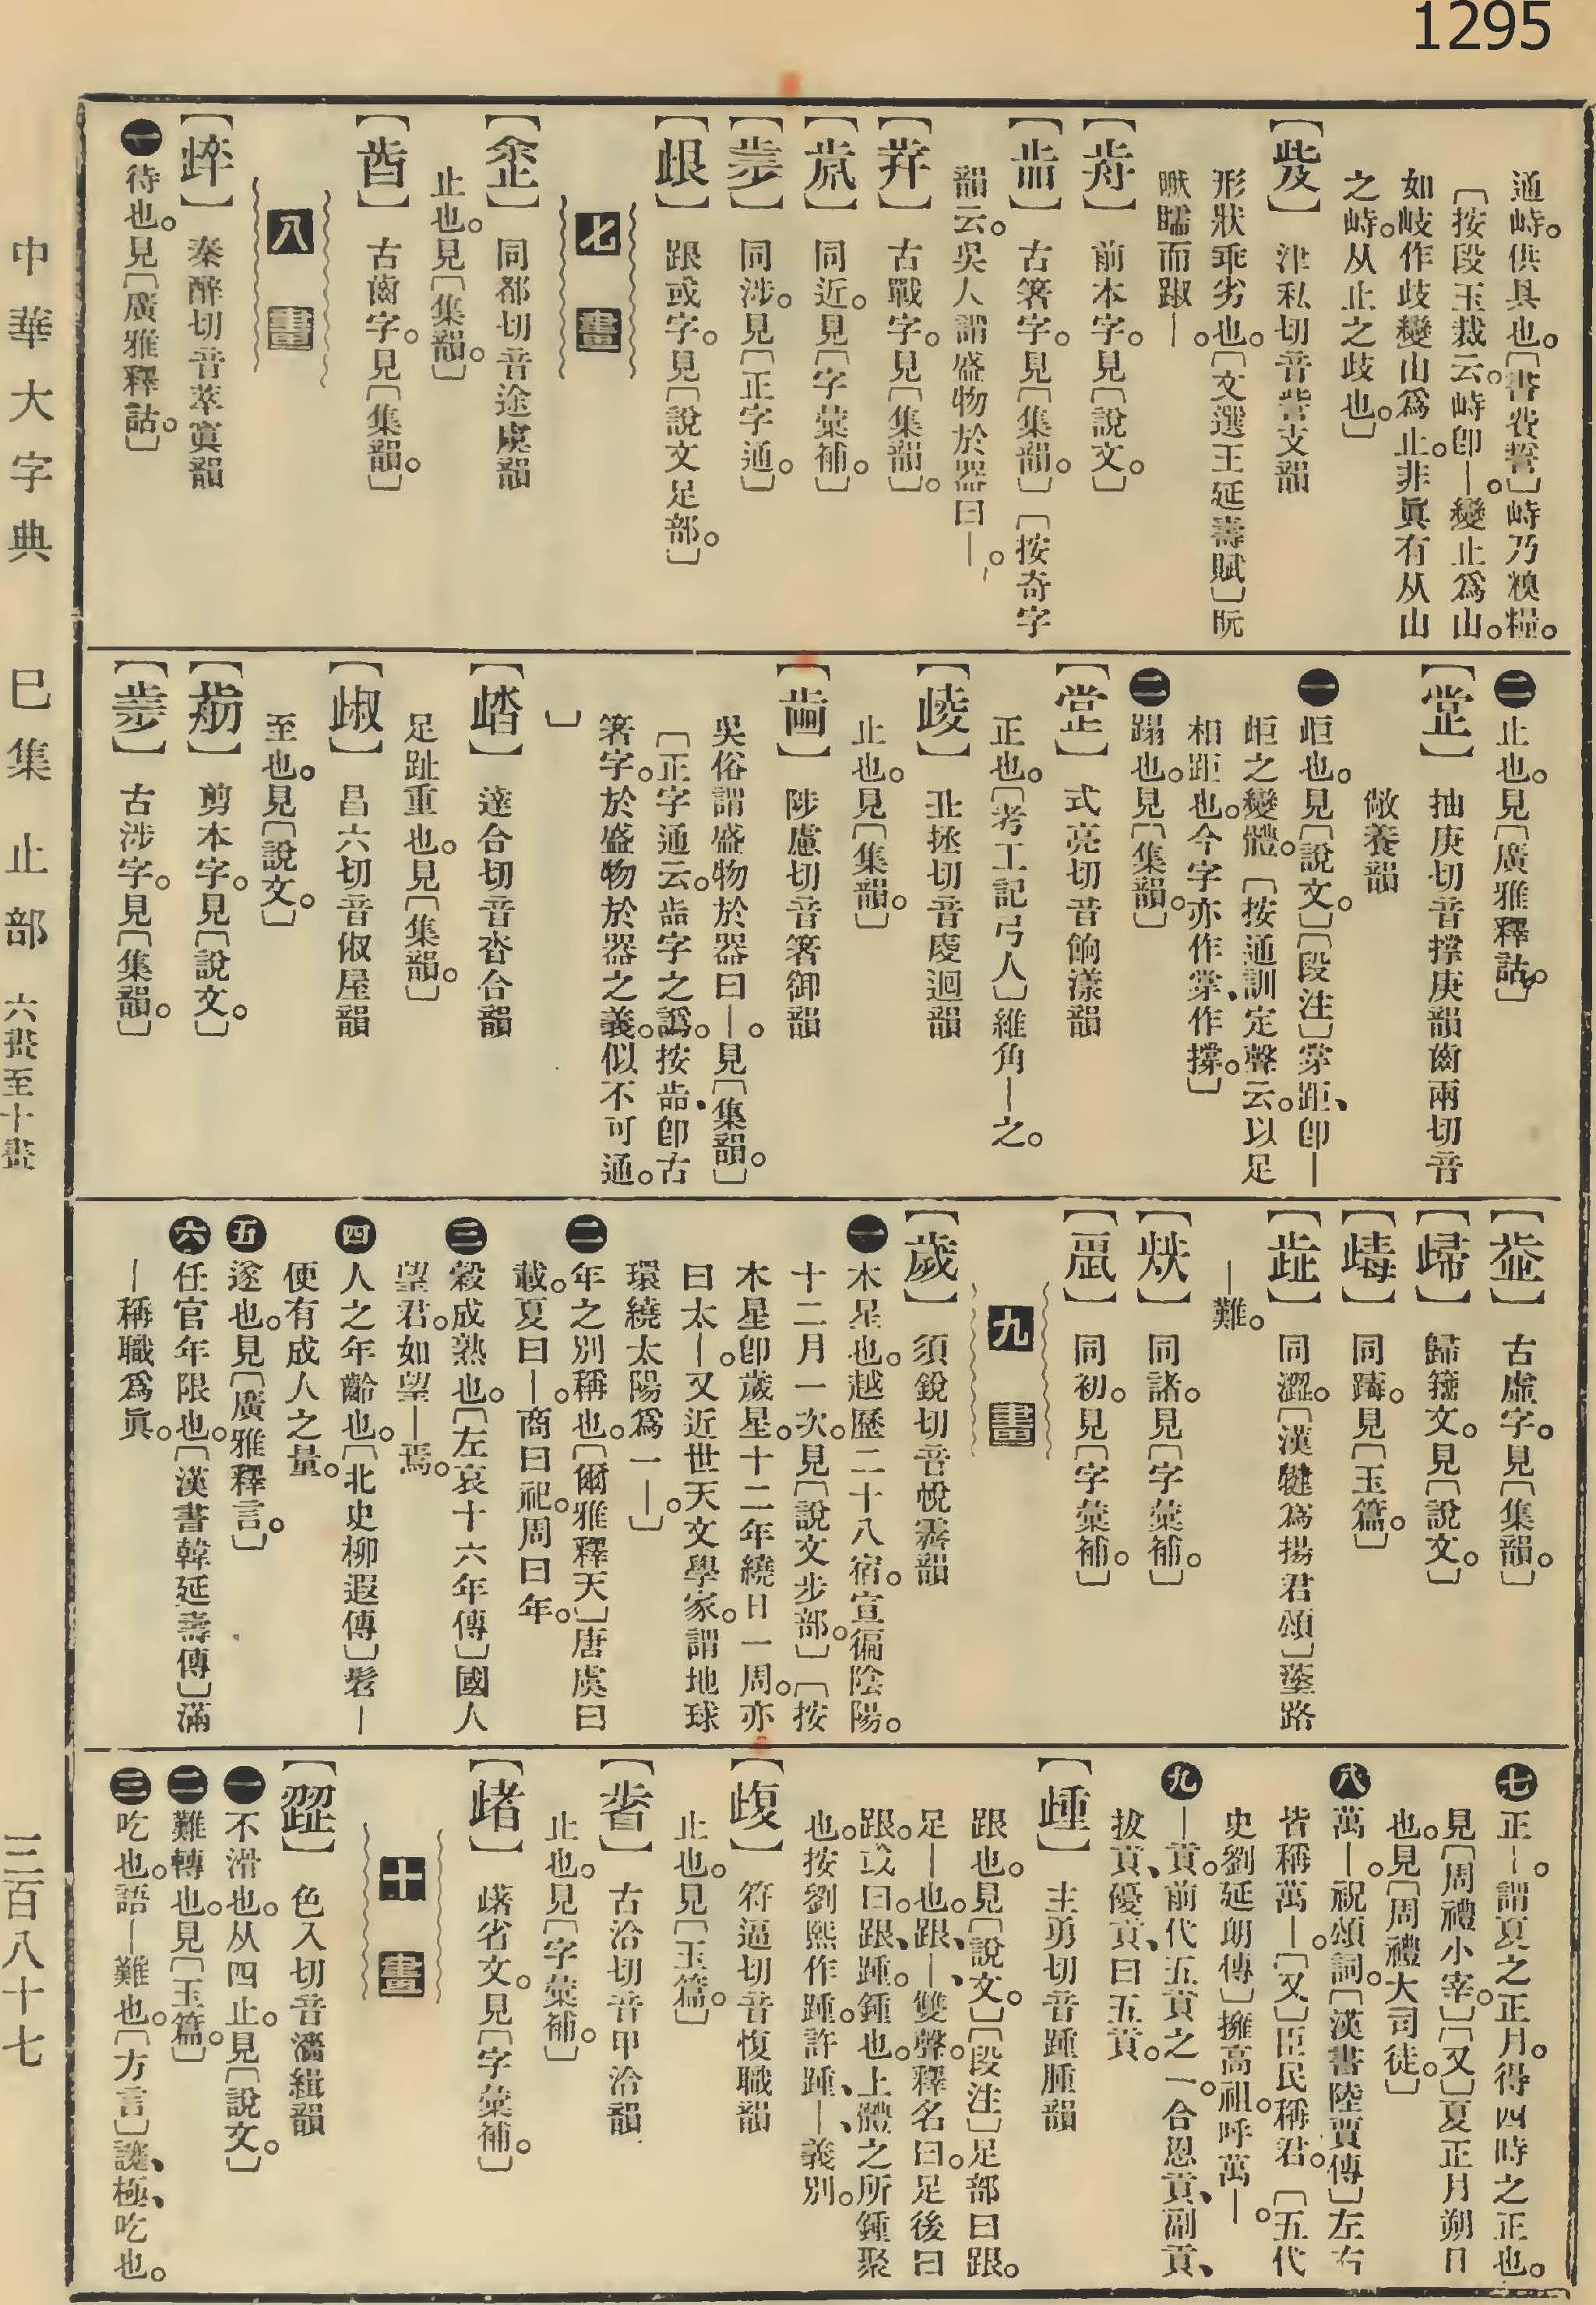 1295
通峙。供具也。〔書費誓〕峙乃糗糧。
〔按段玉裁云。峙卽—。變止爲山。
如岐作歧變山爲止。非眞有从山
之峙。从止之歧也。〕
【㱔】津私切音訾支韻
形狀乖劣也。〔文選王延壽賦〕
而踧—。
前本字。見〔說文。〕
古箸字。見〔集韻。〕〔按奇字
韻云。吳人謂盛物於器曰—。
古戰字。見〔集韻。〕
同近。見〔字彙補。〕
同涉。見〔正字通。〕
跟或字。見〔說文足部。〕
七畫
同都切音途虞韻
止也。見〔集韻。〕
古齒字。見〔集韻。〕
八畫
秦醉切音萃寘韻
㊀待也。見〔廣雅釋詁。〕
㊁止也。見〔廣雅釋詁。〕
抽庚切音撐庚韻齒兩切音
敞養韻
㊀歫也。見〔說文。〕〔段注〕牚距、卽—
歫之變體。〔按通訓定聲云。以足
相距也。今字亦作掌、作撐。〕
㊁蹋也。見〔集韻。〕
式亮切音餉漾韻
正也。〔考工記弓人〕維角—之。
丑拯切音慶迥韻
止也。見〔集韻。〕
陟慮切音箸御韻
吳俗謂盛物於器曰—。見〔集韻。〕
〔正字通云。字之譌。按、卽古
箸字。於盛物於器之義。似不可通。
〕
達合切音沓合韻
足趾重也。見〔集韻。〕
昌六切音俶屋韻
至也。見〔說文。〕
剪本字。見〔說文。〕
古涉字。見〔集韻。〕
古虛字。見〔集韻。〕
歸籀文。見〔說文。〕
同躊。見〔玉篇。〕
同澀。〔漢楗爲揚君頌〕路
—難。
同諸。見〔字彙補。〕
同初。見〔字彙補。〕
九畫
【歲】須銳切音帨霽韻
㊀木星也。越歷二十八宿。宣徧陰陽。
十二月一次。見〔說文步部。〕〔按
木星卽歲星。十二年繞日一周。亦
曰太—。又近世天文學家。謂地球
環繞太陽爲一—。〕
㊁年之別稱也。〔爾雅釋天〕唐虞曰
載。夏曰—。商曰祀。周曰年。
㊂穀成熟也。〔左哀十六年傳〕國人
望君。如望—焉。
㊃人之年齡也。〔北史柳遐傳〕髫—
便有成人之量。
㊄遂也。見〔廣雅釋言。〕
㊅任官年限也。〔漢書韓延壽傳〕滿
—稱職爲眞。
㊆正—。謂夏之正月。得四時之正也。
見〔周禮小宰。〕〔又〕夏正月朔日
也。見〔周禮大司徒。〕
㊇萬—。祝頌詞。〔漢書陸賈傳〕左右
皆稱萬—。〔又〕臣民稱君。〔五代
史劉延朗傳〕擁高祖。呼萬—。
㊈—貢。前代五貢之一。合恩貢、副貢、
拔貢、優貢、曰五貢。
【歱】主勇切音踵腫韻
跟也。見〔說文。〕〔段注〕足部曰跟。
足—也。跟、—、雙聲。釋名曰。足後曰
跟。或曰。跟、踵。鍾也。上體之所鍾聚
也。按劉熙作踵。許踵、—、義別。
符逼切音愎職韻
止也。見〔玉篇。〕
古洽切音甲洽韻
止也。見〔字彙補。〕
省文。見〔字彙補。〕
十畫
色入切音濇緝韻
㊀不滑也。从四止。見〔說文。〕
㊁難轉也。見〔玉篇。〕
㊂吃也。語—難也。〔方言〕謇、極、吃也。
中華大字典 巳集 止部 六畫至十畫 三百八十七